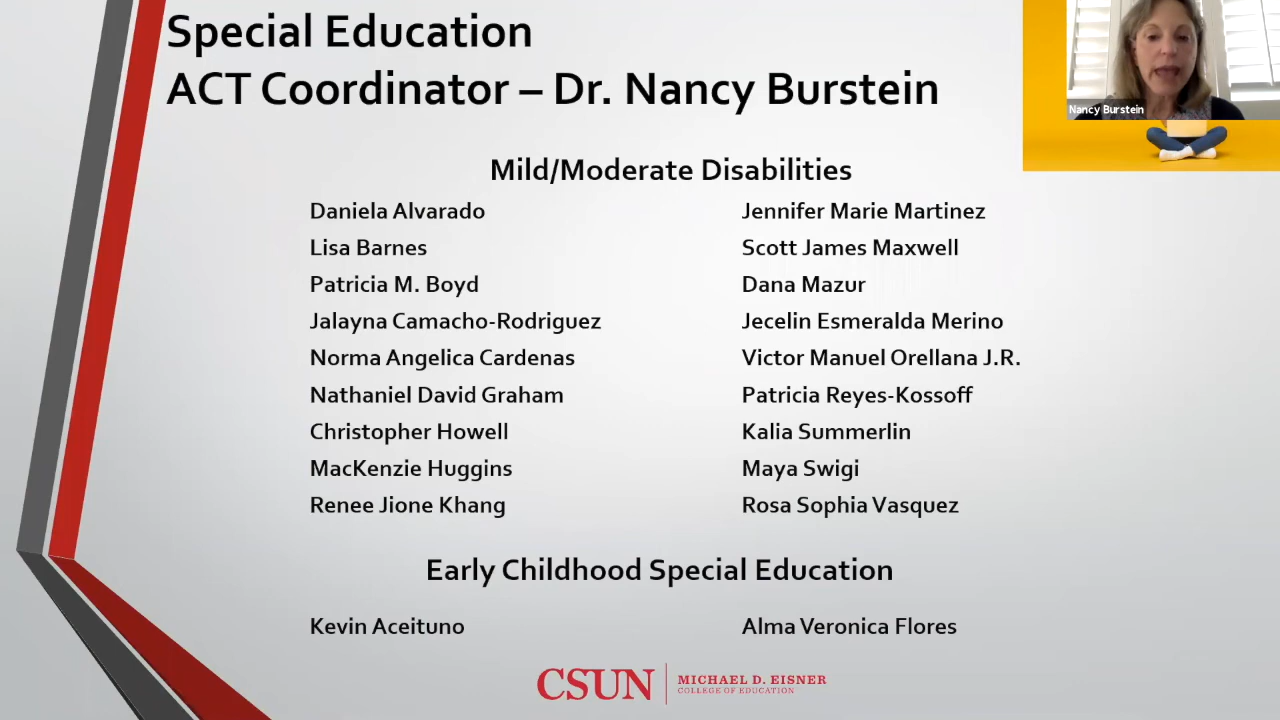 Special Education
ACT Coordinator – Dr. Nancy Burstein
Nancy Burstein
Mild/Moderate Disabilities
Daniela Alvarado
Lisa Barnes
Patricia M. Boyd
Jalayna Camacho-Rodriguez
Norma Angelica Cardenas
Nathaniel David Graham
Christopher Howell
MacKenzie Huggins
Renee Jione Khang
Jennifer Marie Martinez
Scott James Maxwell
Dana Mazur
Jecelin Esmeralda Merino
Victor Manuel Orellana J.R.
Patricia Reyes-Kossoff
Kalia Summerlin
Maya Swigi
Rosa Sophia Vasquez
Early Childhood Special Education
Kevin Aceituno
Alma Veronica Flores
CSUN
MICHAEL D. EISNER
COLLEGE OF EDUCATION